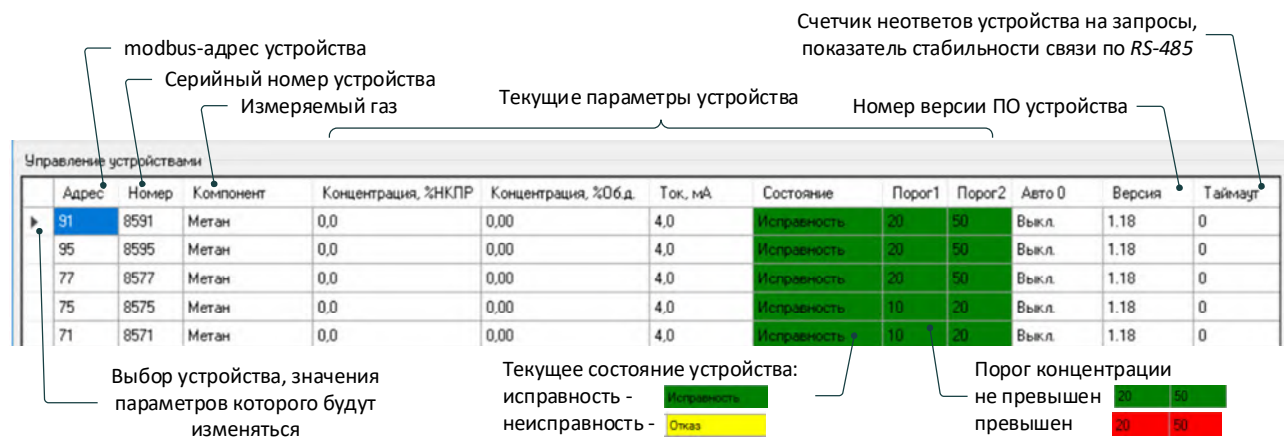 Счетчик неответов устройства на запросы,
показатель стабильности связи по RS-485
modbus-адрес устройства
Серийный номер устройства
Измеряемый газ
Текущие параметры устройства
Номер версии ПО устройства
Управление устройствами
Адрес Номер Компонент Концентрация, %НКПР Концентрация, %Об.д. Ток, мА Состояние Порог1 Порог2 Авто 0 Версия Таймаут
91 8591 Метан 0,0 0,00 4,0 Исправность 20 50 Выкл. 1.18 0
95 8595 Метан 0,0 0,00 4,0 Исправность 20 50 Выкл. 1.18 0
77 8577 Метан 0,0 0,00 4,0 Исправность 20 50 Выкл. 1.18 0
75 8575 Метан 0,0 0,00 4,0 Исправность 10 20 Выкл. 1.18 0
71 8571 Метан 0,0 0,00 4,0 Исправность 10 20 Выкл. 1.18 0
Выбор устройства, значения
параметров которого будут
изменяться
Текущее состояние устройства:
исправность - Исправность
неисправность - Отказ
Порог концентрации
не превышен 20 50
превышен 20 50